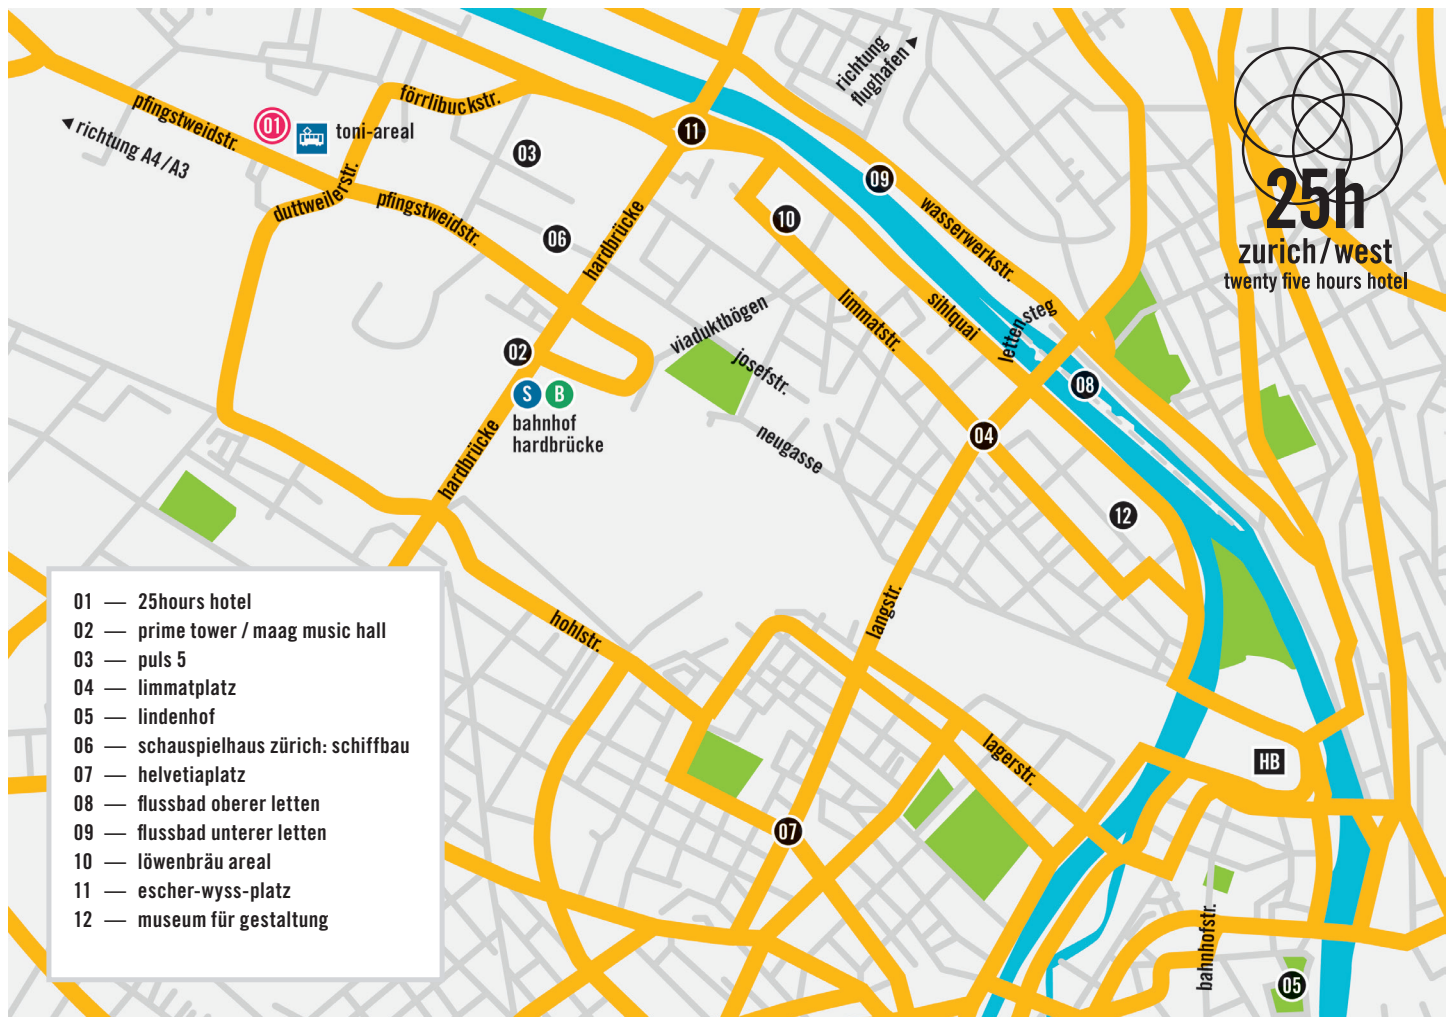 richtung
flughafen
25h
zurich/west
twenty five hours hotel
pfingstweidstr.
01
toni-areal
förrlibuckstr.
richtung A4/A3
duttweilerstr.
pfingstweidstr.
03
06
11
hardbrücke
10
09
wasserwerkstr.
limmatstr.
sihlquai
lettensteg
viaduktbögen
josefstr.
neugasse
02
S
B
bahnhof
hardbrücke
hardbrücke
08
04
12
langstr.
hohlstr.
lagerstr.
HB
07
bahnhofstr.
05
01 — 25hours hotel
02 — prime tower / maag music hall
03 — puls 5
04 — limmatplatz
05 — lindenhof
06 — schauspielhaus zürich: schiffbau
07 — helvetiaplatz
08 — flussbad oberer letten
09 — flussbad unterer letten
10 — löwenbräu areal
11 — escher-wyss-platz
12 — museum für gestaltung